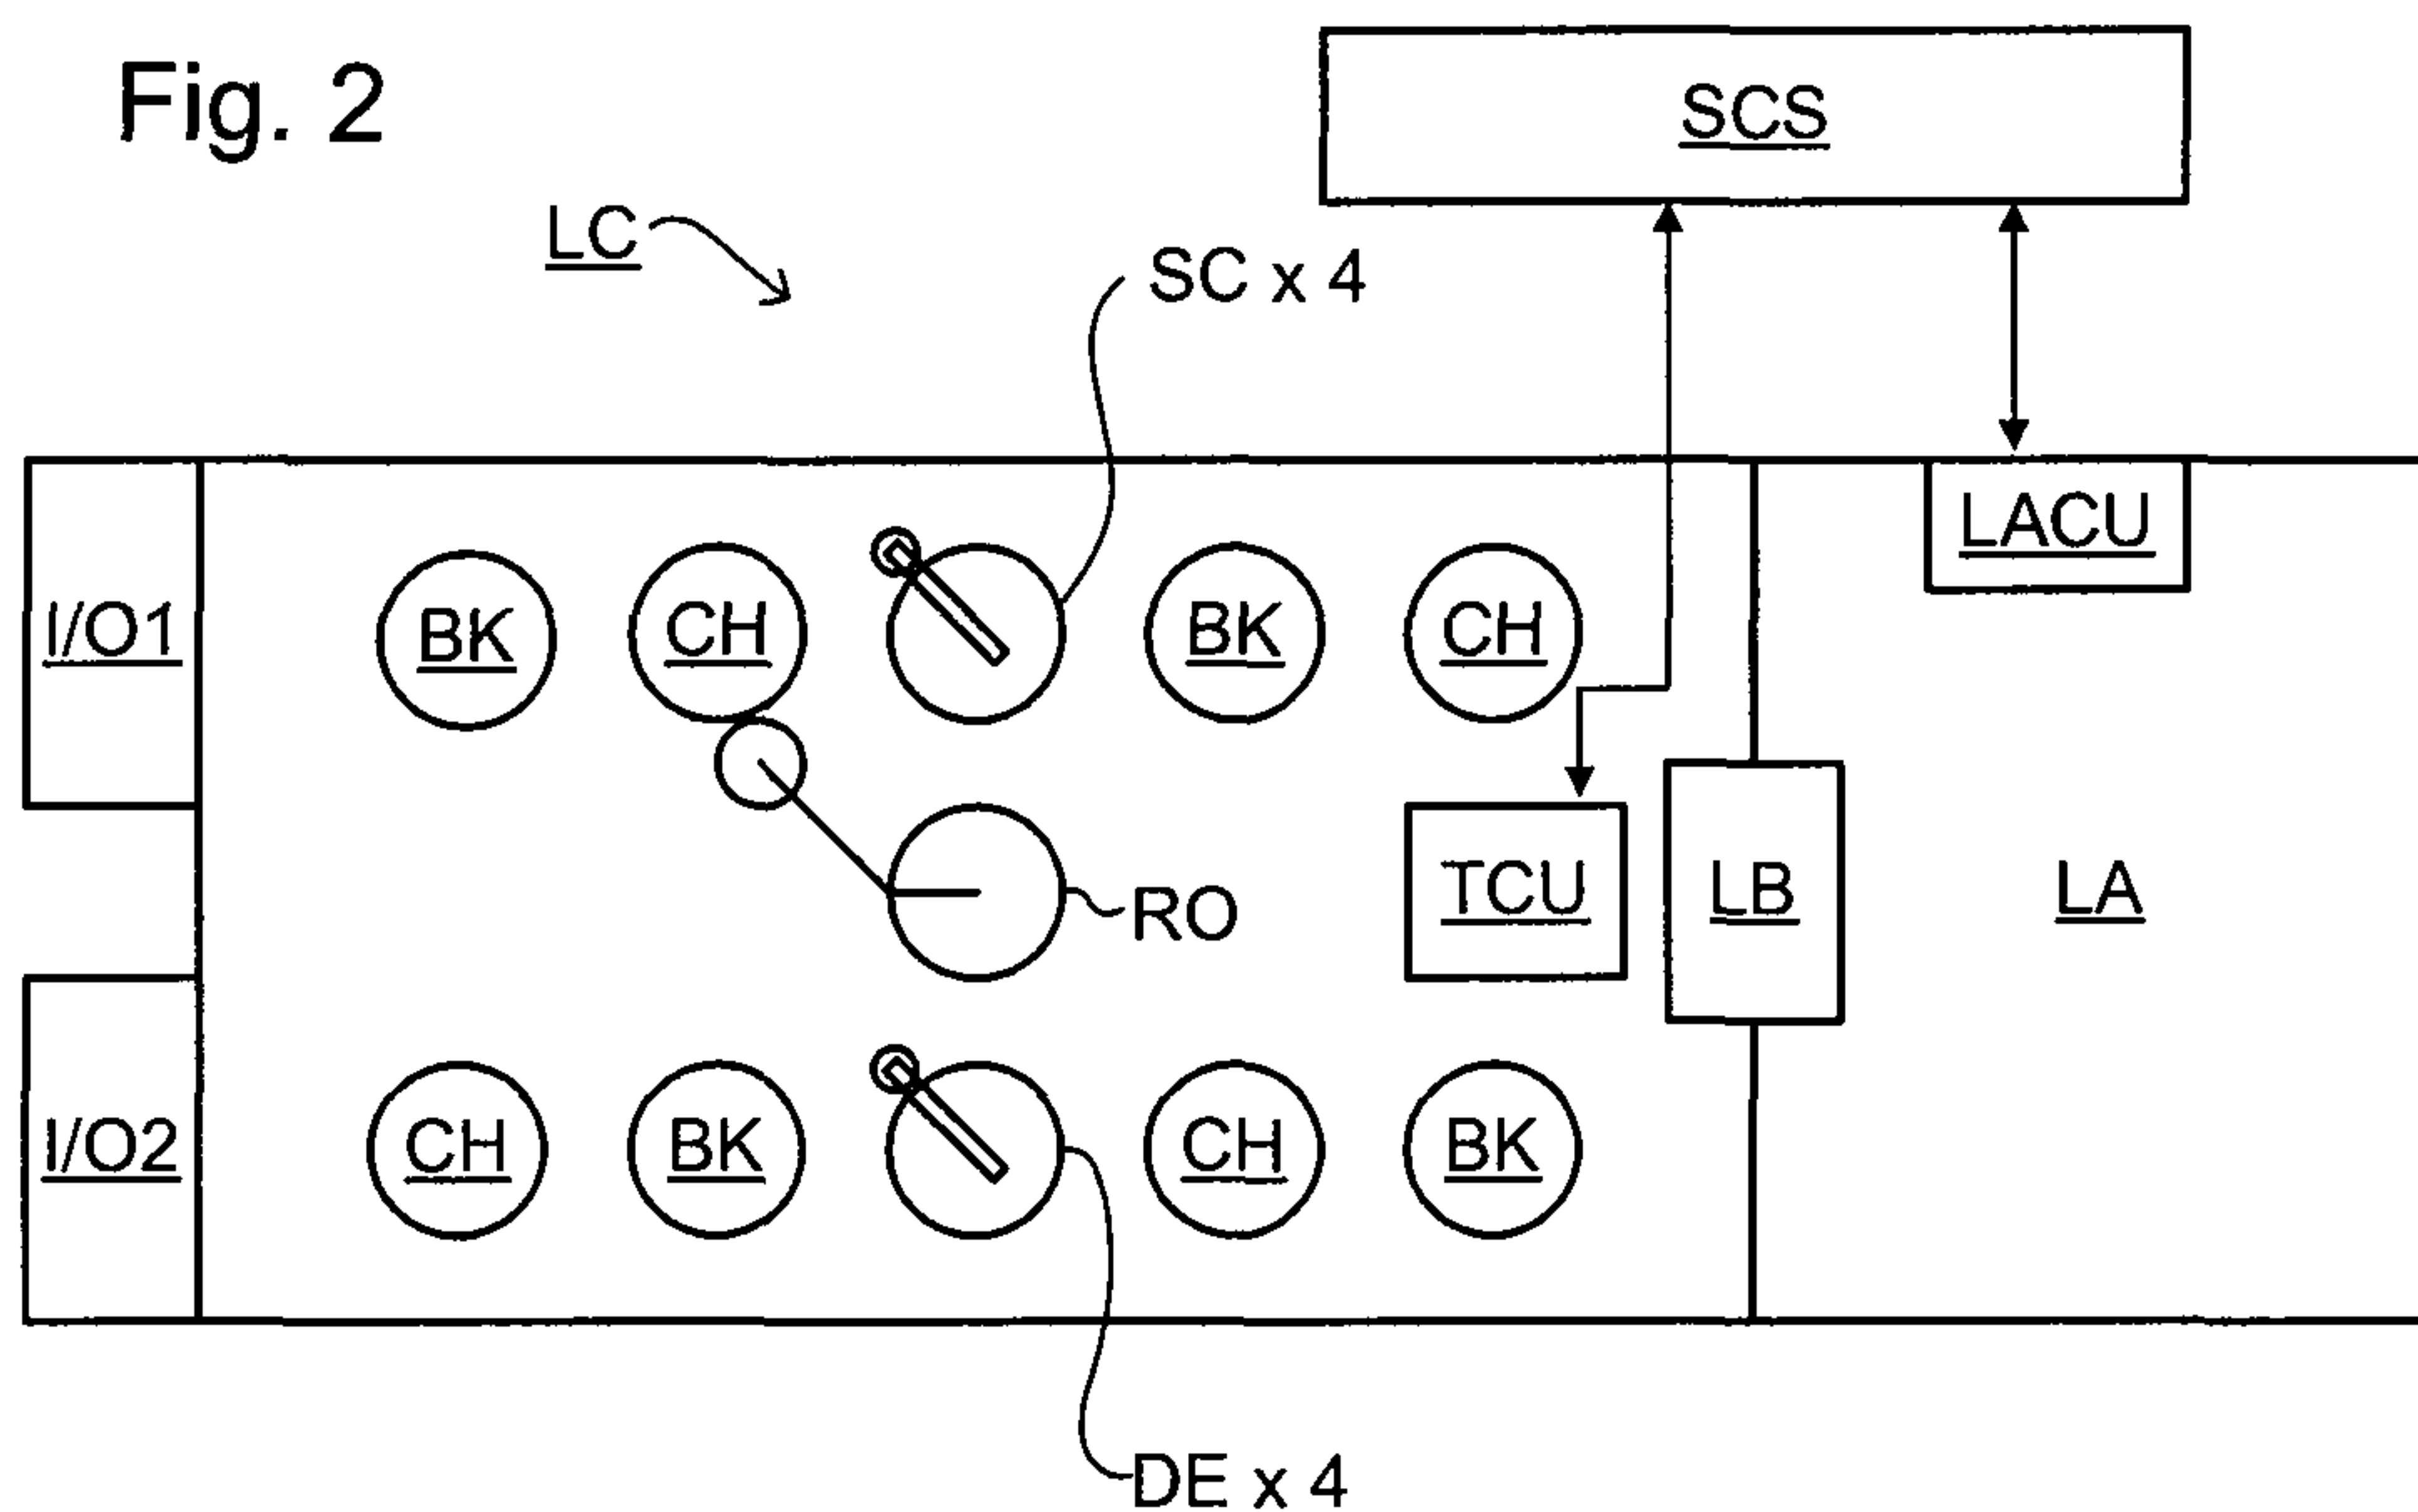 Fig. 2
SCS
LC
SC x 4
LACU
I/O1
BK
CH
BK
CH
RO
TCU
LB
LA
I/O2
CH
BK
CH
BK
DE x 4